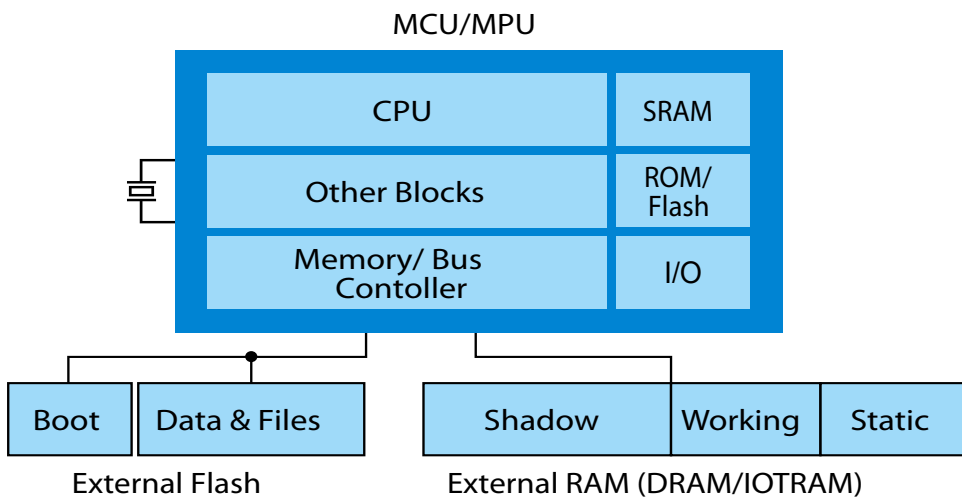 MCU/MPU
CPU
SRAM
Other Blocks
ROM/
Flash
Memory/ Bus
Contoller
I/O
Boot
Data & Files
Shadow
Working
Static
External Flash
External RAM (DRAM/IOTRAM)